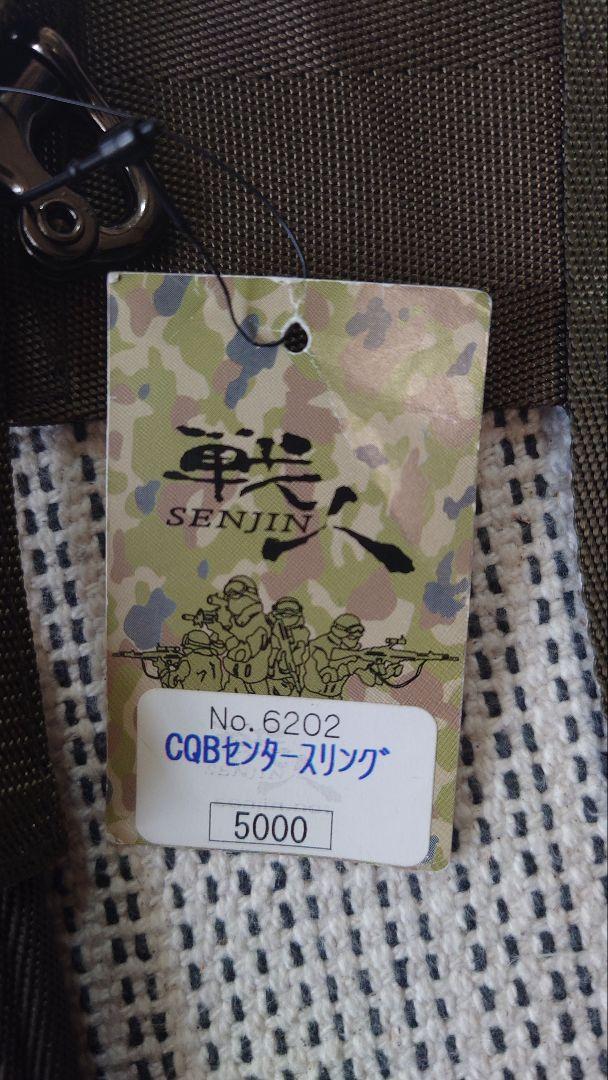 戦人
SENJIN
No. 6202
CQBｾﾝﾀｰｽﾘﾝｸﾞ
5000